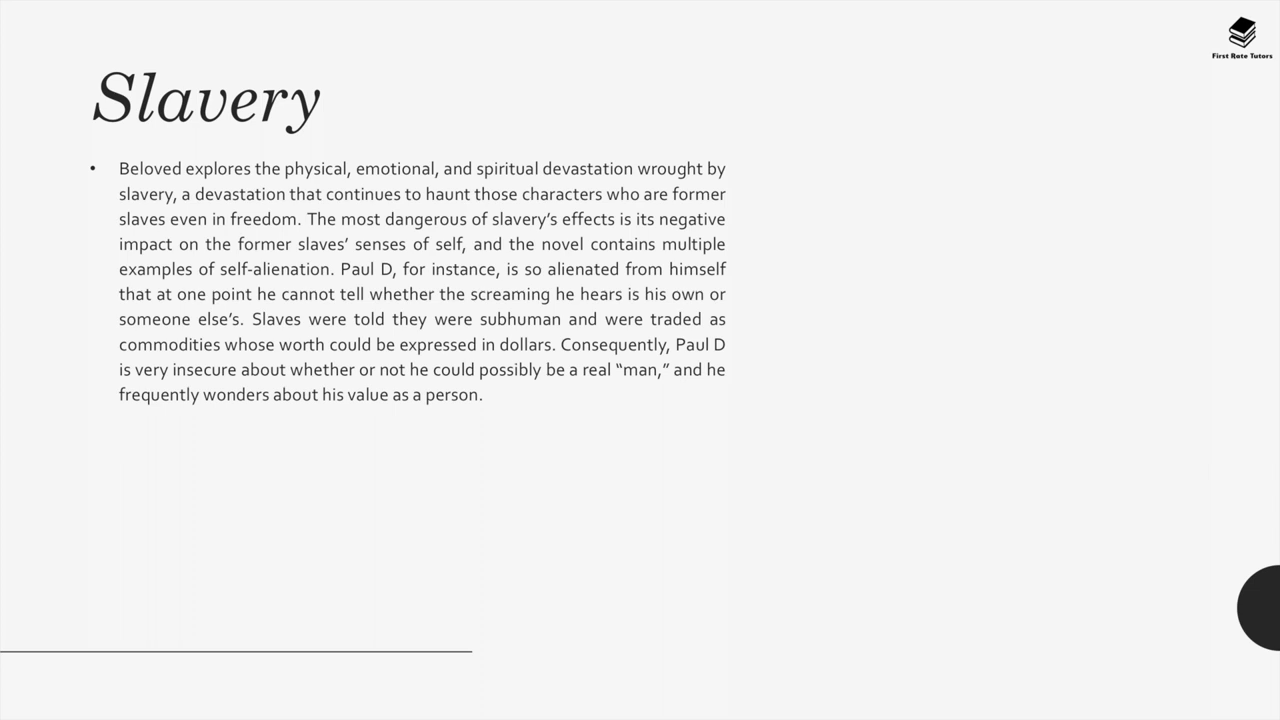 First Rate Tutors
Slavery
• Beloved explores the physical, emotional, and spiritual devastation wrought by
slavery, a devastation that continues to haunt those characters who are former
slaves even in freedom. The most dangerous of slavery’s effects is its negative
impact on the former slaves’ senses of self, and the novel contains multiple
examples of self-alienation. Paul D, for instance, is so alienated from himself
that at one point he cannot tell whether the screaming he hears is his own or
someone else’s. Slaves were told they were subhuman and were traded as
commodities whose worth could be expressed in dollars. Consequently, Paul D
is very insecure about whether or not he could possibly be a real “man,” and he
frequently wonders about his value as a person.